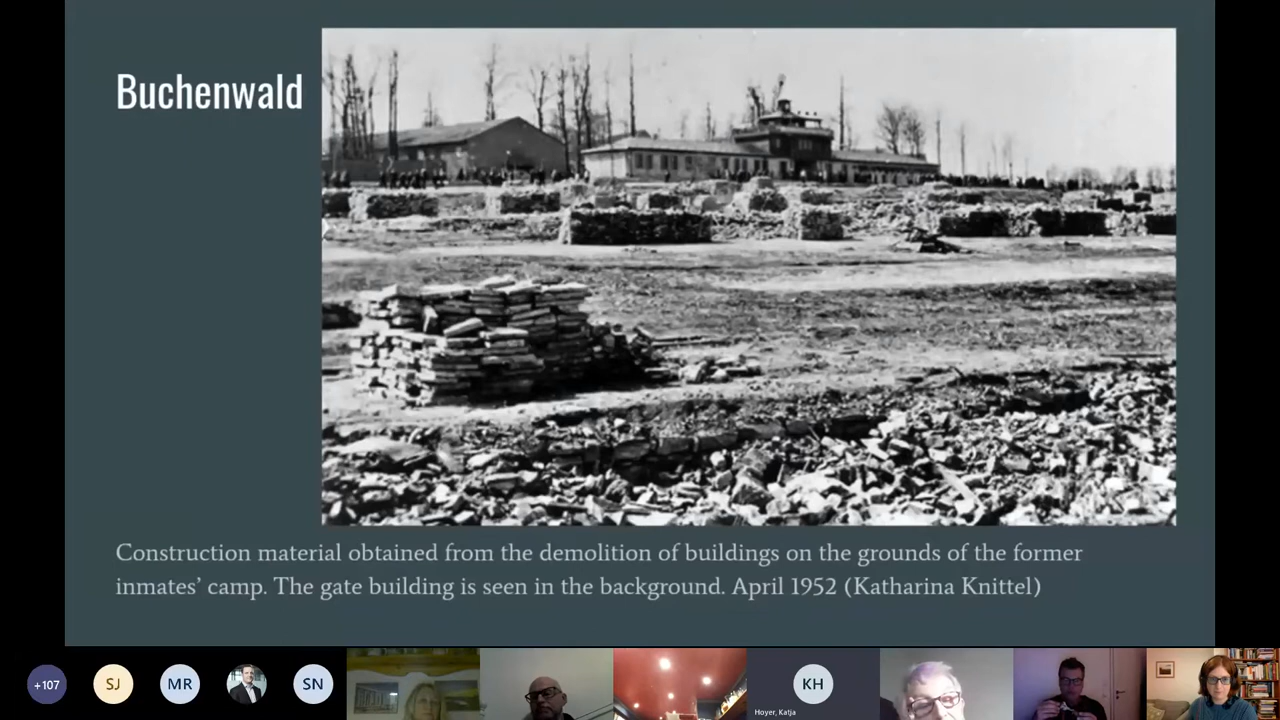 Buchenwald
Construction material obtained from the demolition of buildings on the grounds of the former
inmates’ camp. The gate building is seen in the background. April 1952 (Katharina Knittel)
+107
SJ
MR
SN
KH
Hoyer, Katja